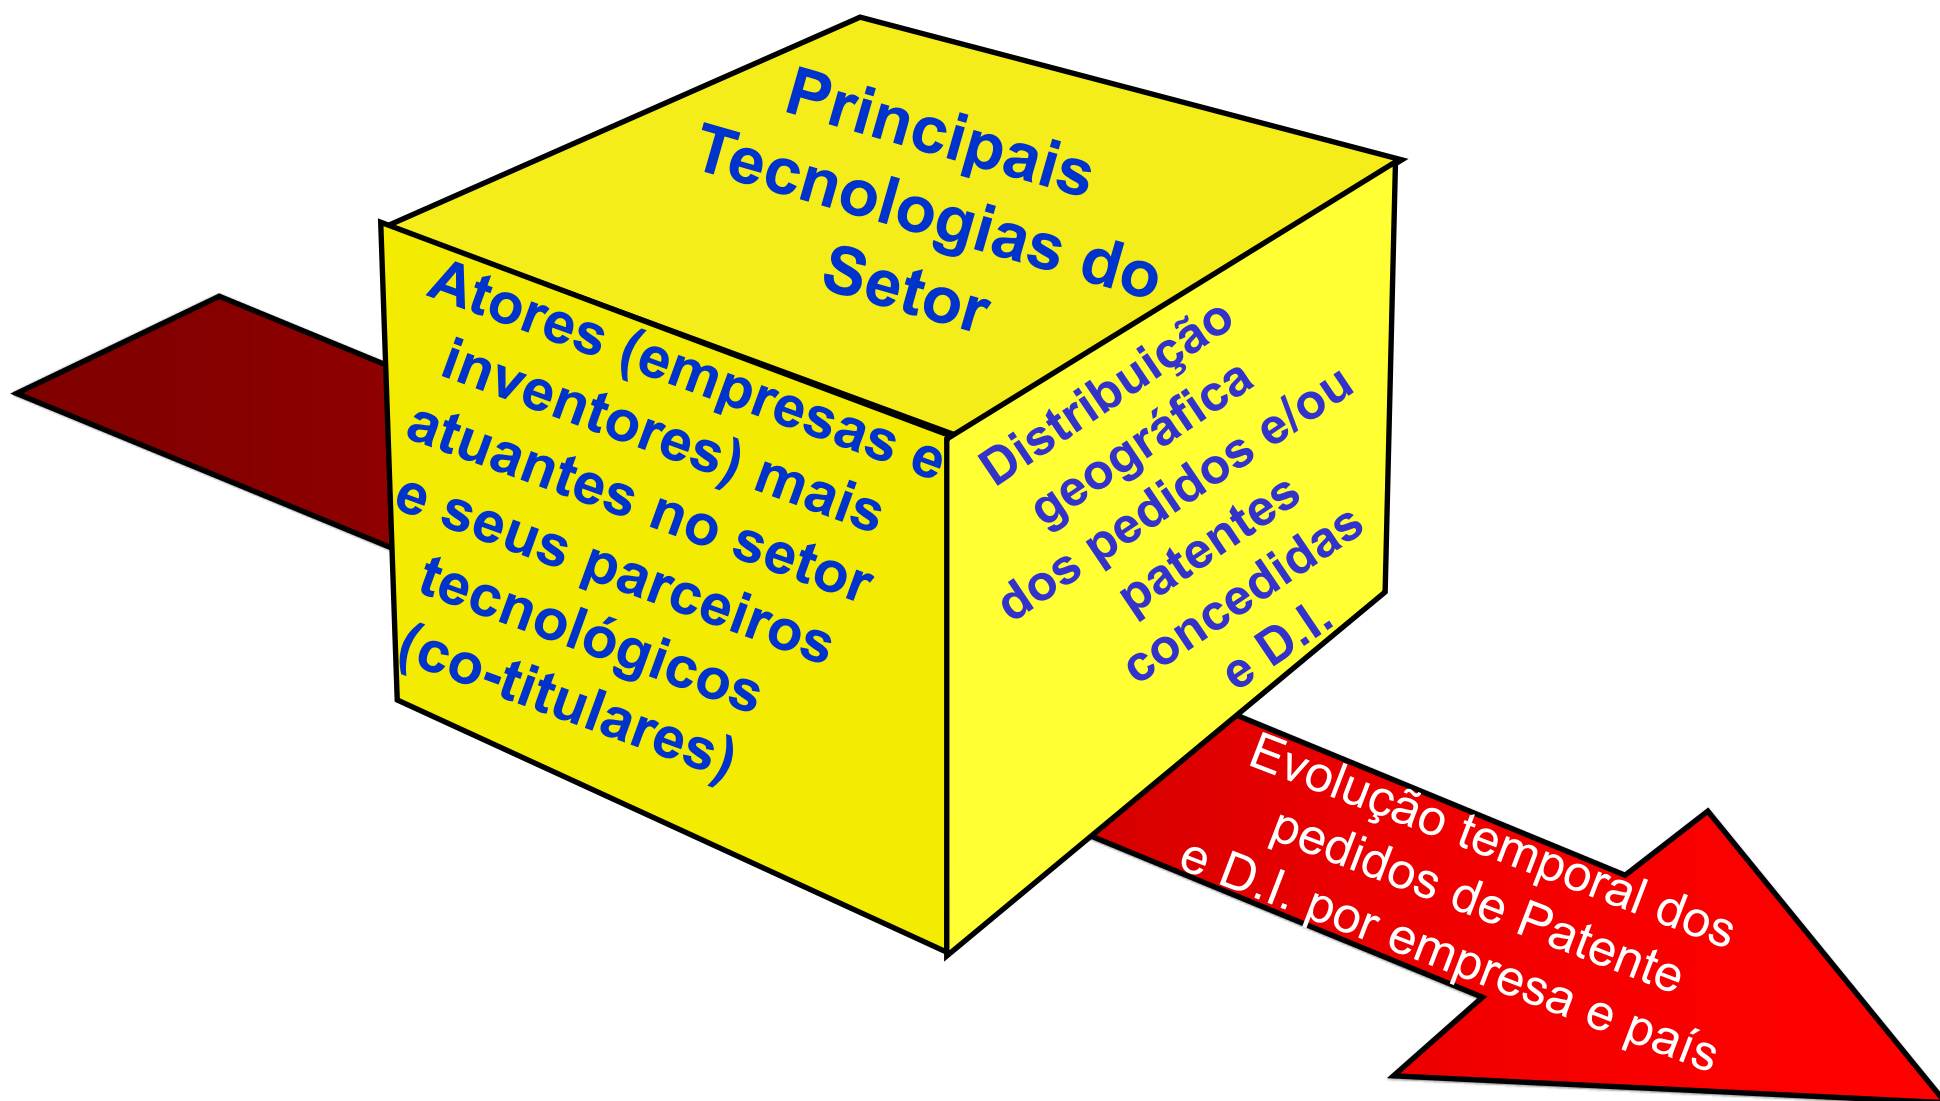 Principais
Tecnologias do
Setor
Atores (empresas e
inventores) mais
atuantes no setor
e seus parceiros
tecnológicos
(co-titulares)
Distribuição
geográfica
dos pedidos e/ou
patentes
concedidas
e D.I.
Evolução temporal dos
pedidos de Patente
e D.I. por empresa e país